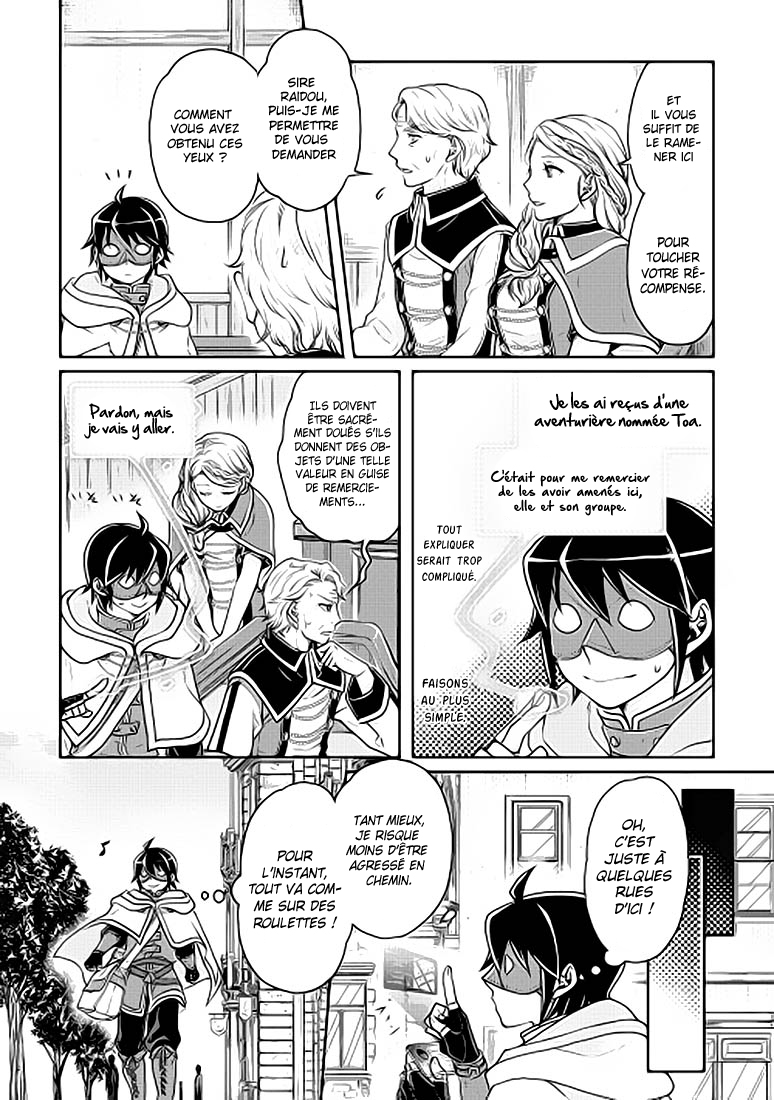 ET
IL VOUS
SUFFIT DE
LE RAME-
NER ICI
POUR
TOUCHER
VOTRE RÉ-
COMPENSE.
SIRE
RAIDOU,
PUIS-JE ME
PERMETTRE
DE VOUS
DEMANDER
COMMENT
VOUS AVEZ
OBTENU CES
YEUX ?
Je les ai reçus d'une
aventurière nommée Toa.
C'était pour me remercier
de les avoir amenés ici,
elle et son groupe.
TOUT
EXPLIQUER
SERAIT TROP
COMPLIQUÉ.
FAISONS
AU PLUS
SIMPLE.
ILS DOIVENT
ÊTRE SACRÉ-
MENT DOUÉS S'ILS
DONNENT DES OB-
JETS D'UNE TELLE
VALEUR EN GUISE
DE REMERCIE-
MENTS...
Pardon, mais
je vais y aller.
OH,
C'EST
JUSTE À
QUELQUES
RUES
D'ICI !
TANT MIEUX,
JE RISQUE
MOINS D'ÊTRE
AGRESSÉ EN
CHEMIN.
POUR
L'INSTANT,
TOUT VA COM-
ME SUR DES
ROULETTES !